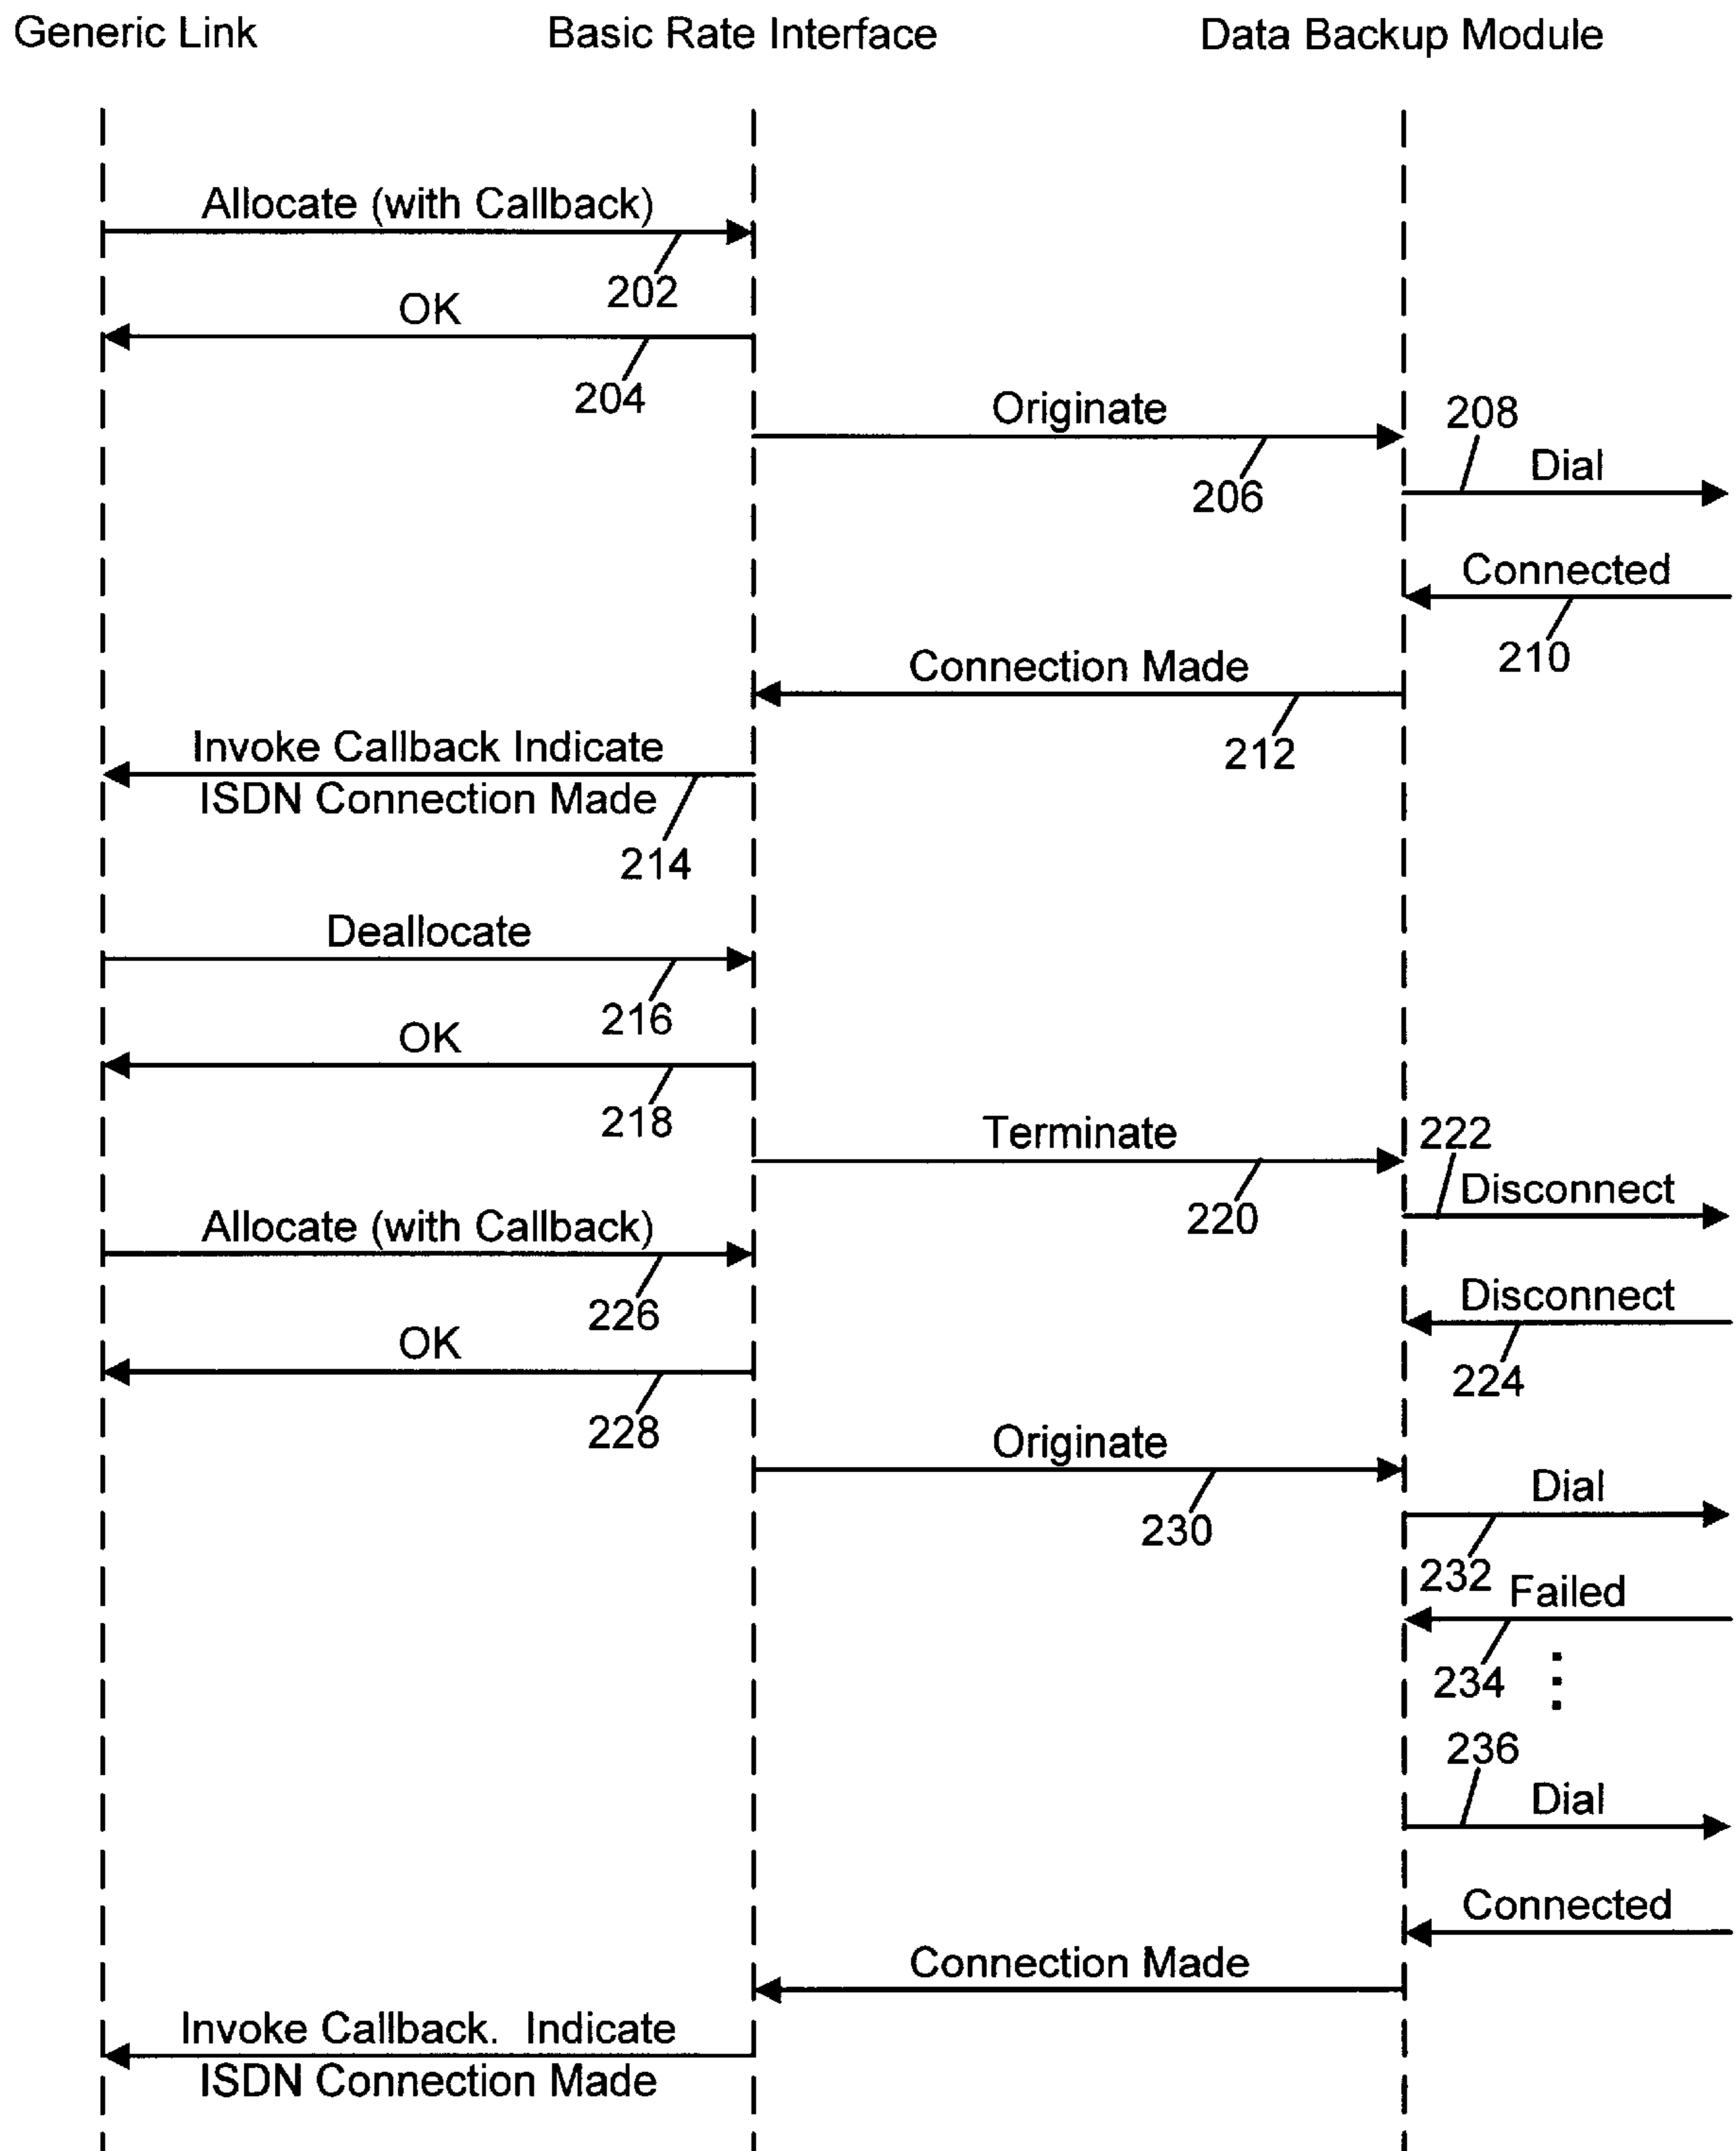 Generic Link
Basic Rate Interface
Data Backup Module
Allocate (with Callback)
202
OK
204
Originate
206
208
Dial
Connected
210
Connection Made
212
Invoke Callback Indicate
ISDN Connection Made
214
Deallocate
216
OK
218
Terminate
220
222
Disconnect
Allocate (with Callback)
226
Disconnect
224
OK
228
Originate
230
Dial
232
Failed
234
236
Dial
Connected
Connection Made
Invoke Callback. Indicate
ISDN Connection Made